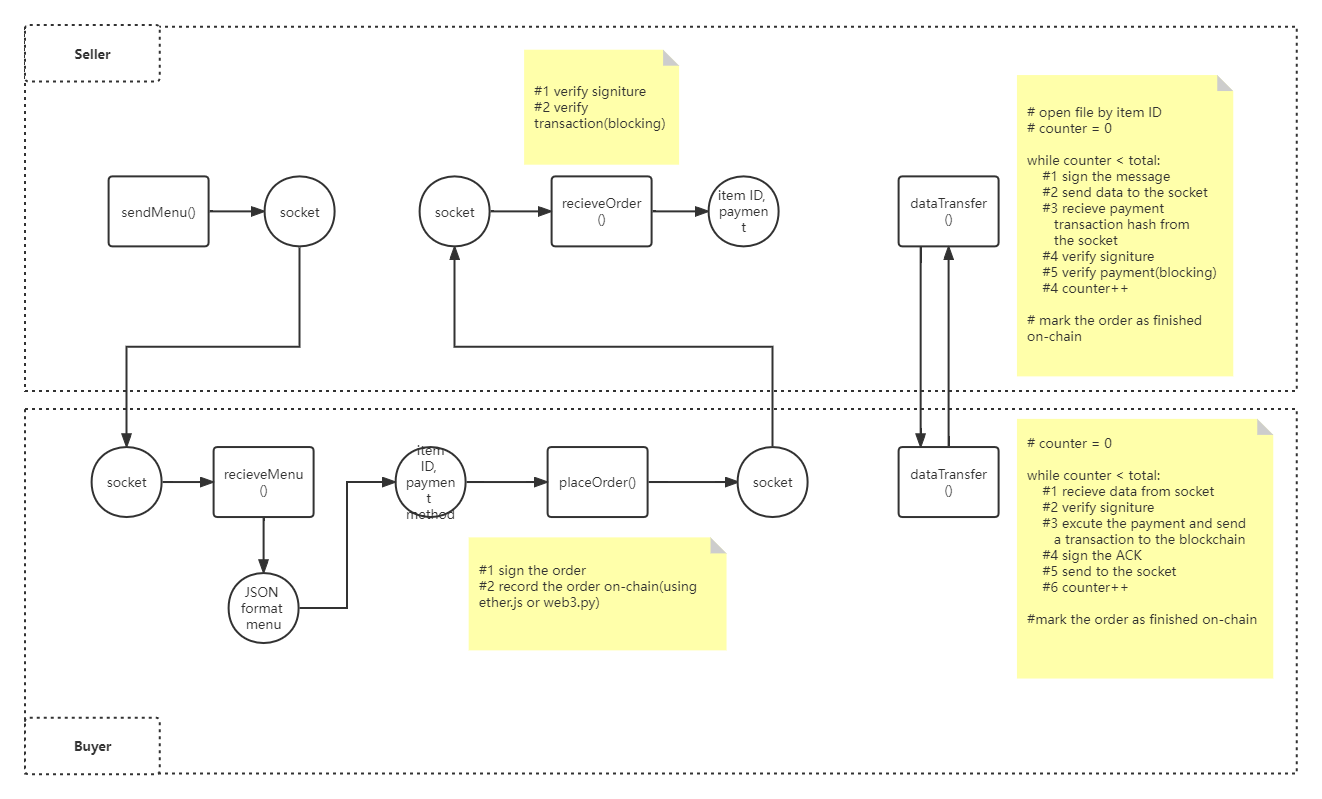 Seller
#1 verify signiture
#2 verify
transaction(blocking)
# open file by item ID
# counter = 0
while counter < total:
#1 sign the message
#2 send data to the socket
#3 recieve payment
transaction hash from
the socket
#4 verify signiture
#5 verify payment(blocking)
#4 counter++
# mark the order as finished
on-chain
sendMenu()
socket
socket
recieveOrder
()
item ID,
paymen
t
dataTransfer
()
socket
recieveMenu
()
item
ID,
paymen
t
method
placeOrder()
socket
dataTransfer
()
# counter = 0
while counter < total:
#1 recieve data from socket
#2 verify signiture
#3 excute the payment and send
a transaction to the blockchain
#4 sign the ACK
#5 send to the socket
#6 counter++
#mark the order as finished on-chain
JSON
format
menu
#1 sign the order
#2 record the order on-chain(using
ether.js or web3.py)
Buyer